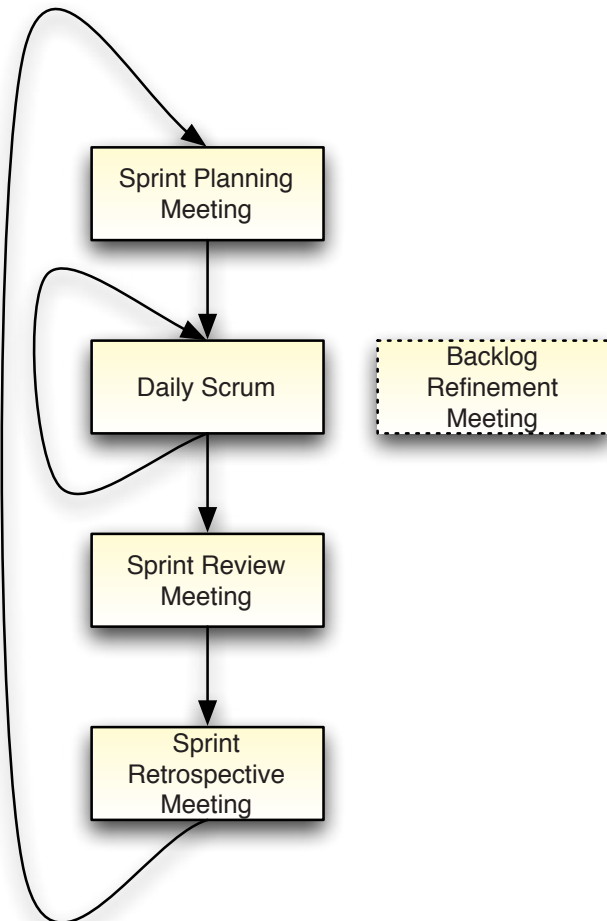 Sprint Planning
Meeting
Daily Scrum
Backlog
Refinement
Meeting
Sprint Review
Meeting
Sprint
Retrospective
Meeting